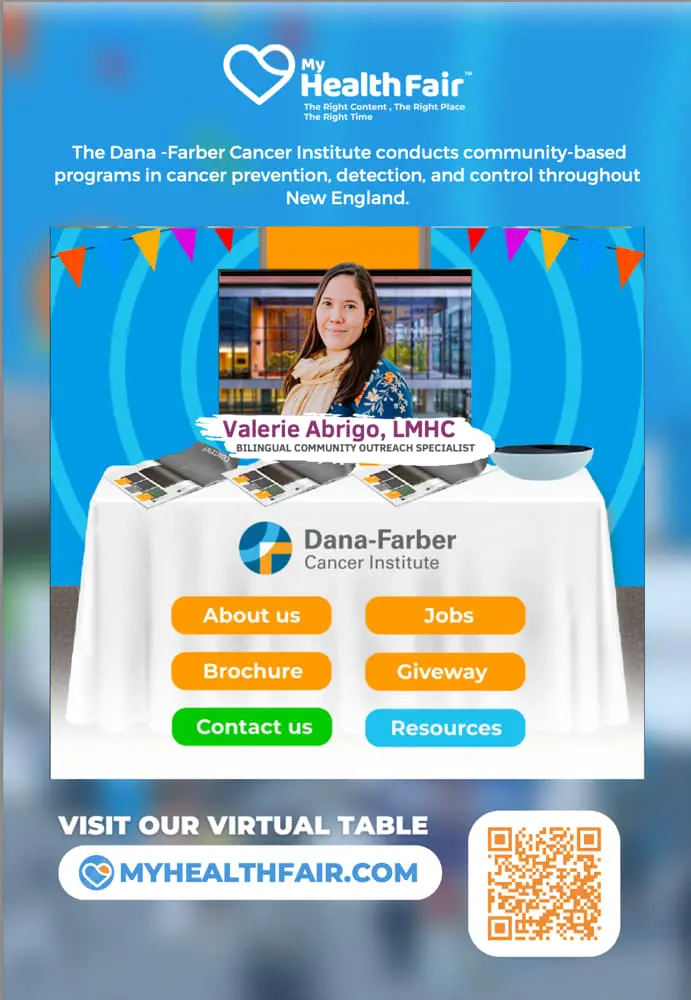 My
HealthFair™
The Right Content , The Right Place
The Right Time
The Dana -Farber Cancer Institute conducts community-based
programs in cancer prevention, detection, and control throughout
New England.
Valerie Abrigo, LMHC
BILINGUAL COMMUNITY OUTREACH SPECIALIST
CONTENT
Dana-Farber
Cancer Institute
About us
Jobs
Brochure
Giveway
Contact us
Resources
VISIT OUR VIRTUAL TABLE
MYHEALTHFAIR.COM